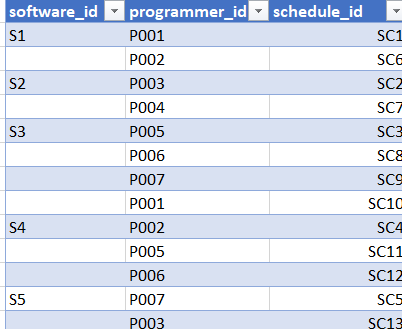 software_id programmer_id schedule_id
S1 P001 SC1
P002 SC6
S2 P003 SC2
P004 SC7
S3 P005 SC3
P006 SC8
P007 SC9
P001 SC10
S4 P002 SC4
P005 SC11
P006 SC12
S5 P007 SC5
P003 SC13